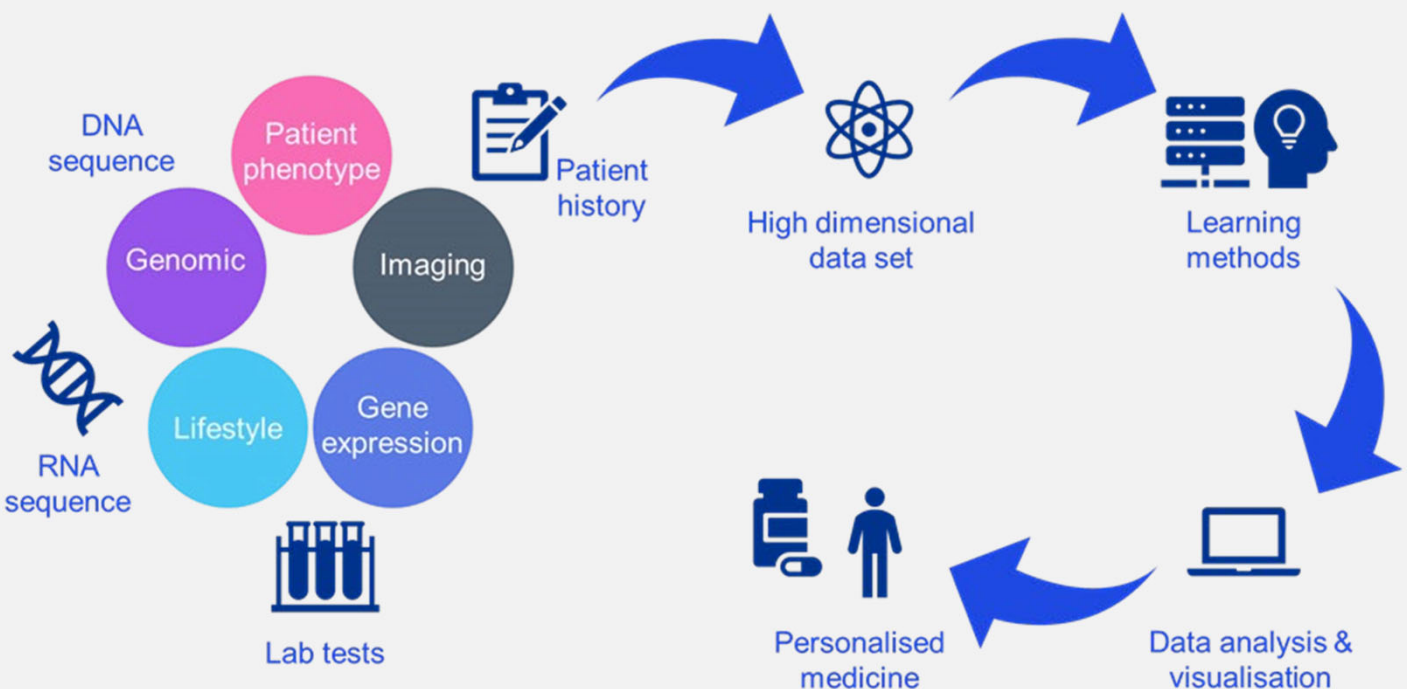 DNA
sequence
Patient
phenotype
Patient
history
Genomic
Imaging
Lifestyle
Gene
expression
RNA
sequence
Lab tests
High dimensional
data set
Learning
methods
Data analysis &
visualisation
Personalised
medicine